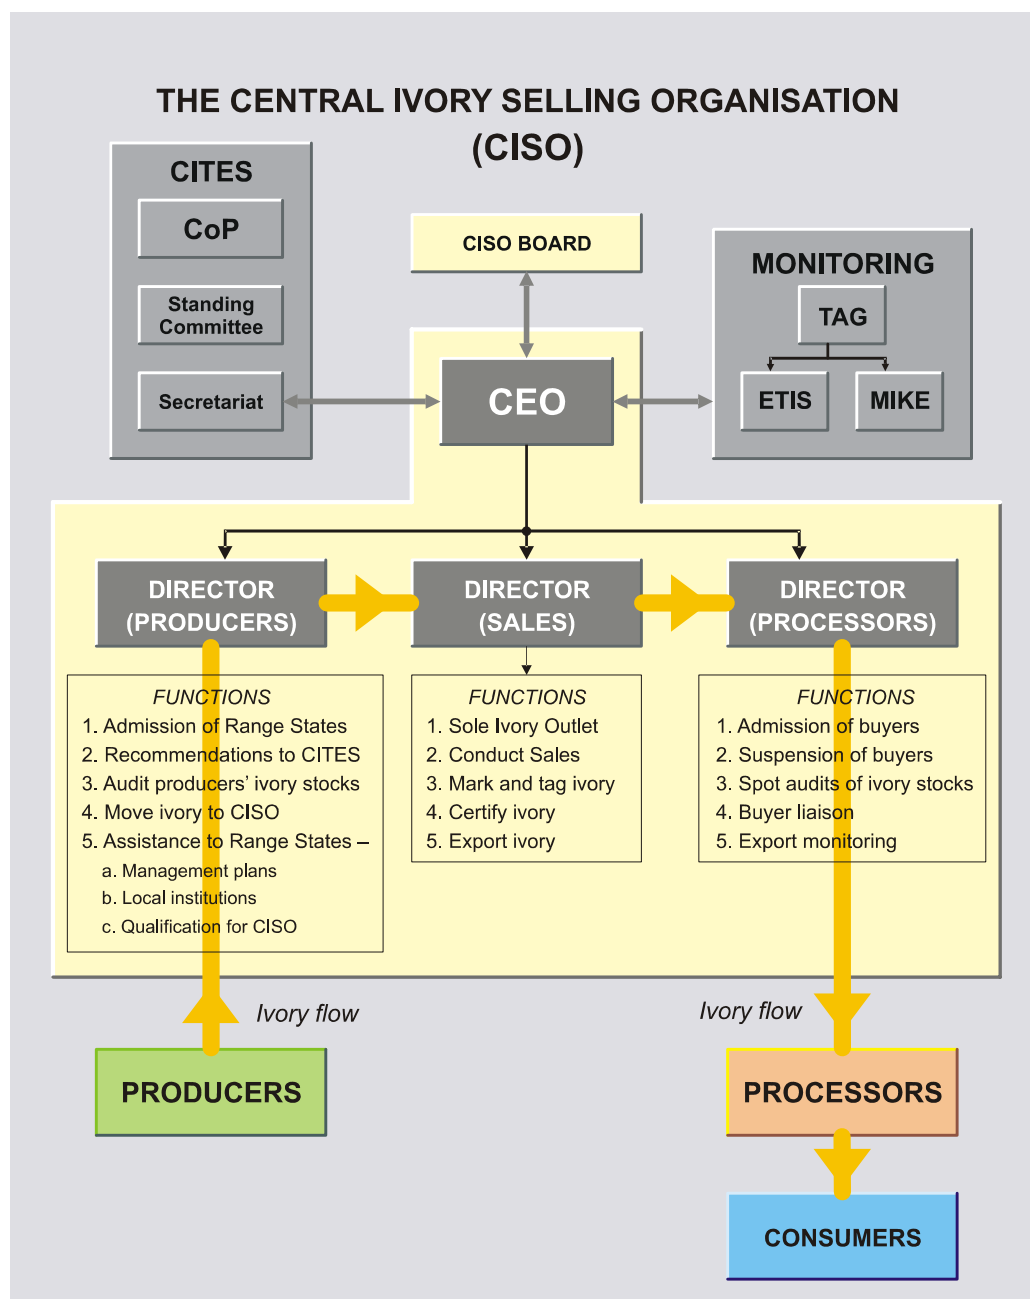 THE CENTRAL IVORY SELLING ORGANISATION
(CISO)
CITES
CoP
Standing
Committee
Secretariat
CISO BOARD
CEO
MONITORING
TAG
ETIS
MIKE
DIRECTOR
(PRODUCERS)
DIRECTOR
(SALES)
DIRECTOR
(PROCESSORS)
FUNCTIONS
1. Admission of Range States
2. Recommendations to CITES
3. Audit producers’ ivory stocks
4. Move ivory to CISO
5. Assistance to Range States –
a. Management plans
b. Local institutions
c. Qualification for CISO
FUNCTIONS
1. Sole Ivory Outlet
2. Conduct Sales
3. Mark and tag ivory
4. Certify ivory
5. Export ivory
FUNCTIONS
1. Admission of buyers
2. Suspension of buyers
3. Spot audits of ivory stocks
4. Buyer liaison
5. Export monitoring
Ivory flow
Ivory flow
PRODUCERS
PROCESSORS
CONSUMERS